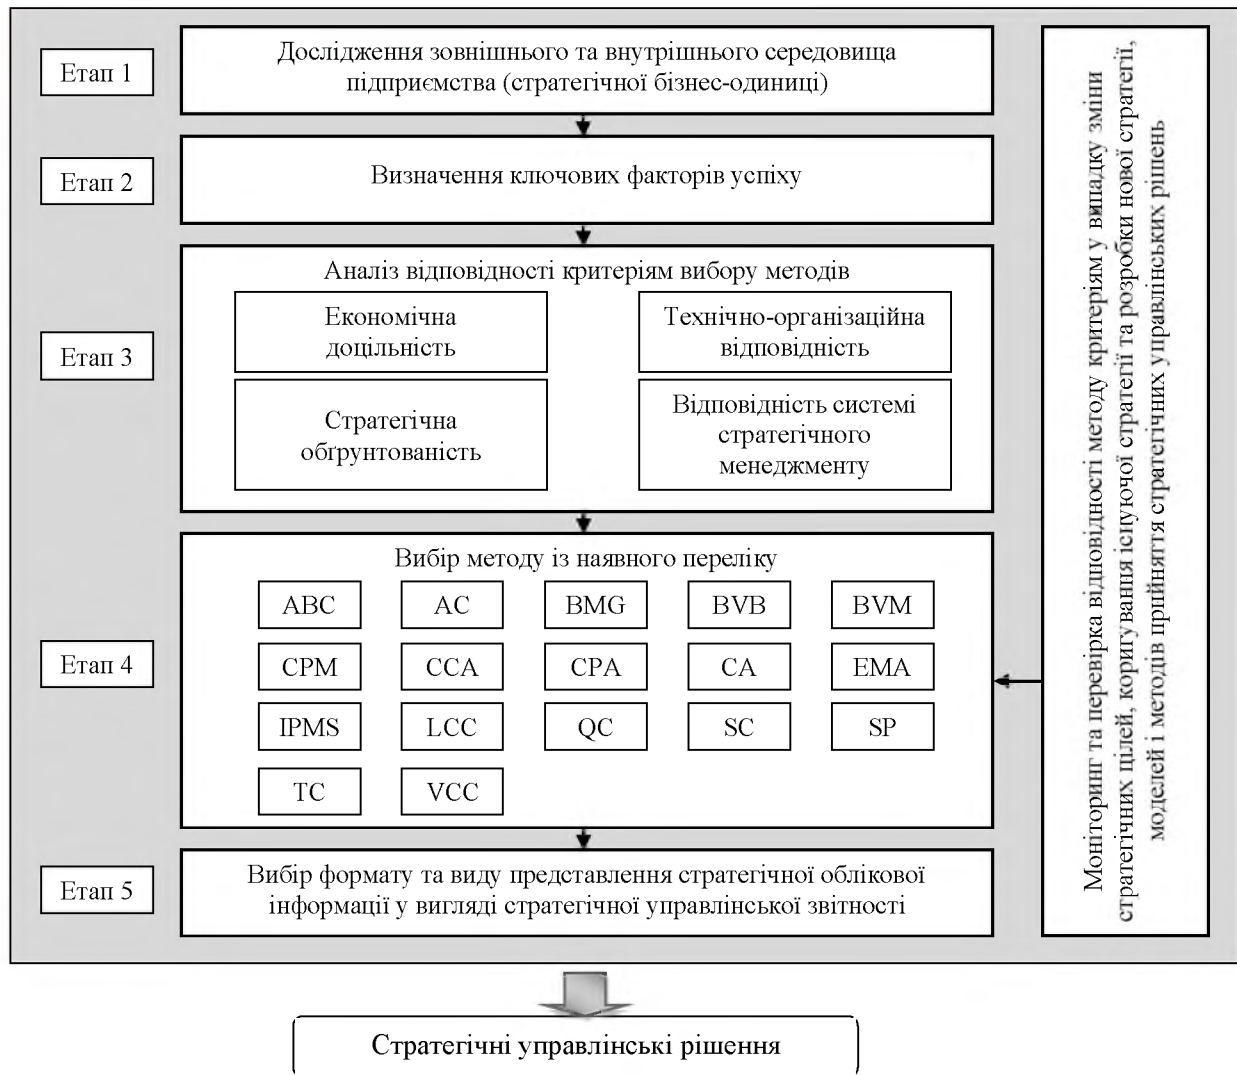 Етап 1
Дослідження зовнішнього та внутрішнього середовища
підприємства (стратегічної бізнес-одиниці)
Етап 2
Визначення ключових факторів успіху
Етап 3
Аналіз відповідності критеріям вибору методів
Економічна
доцільність
Технічно-організаційна
відповідність
Стратегічна
обґрунтованість
Відповідність системі
стратегічного
менеджменту
Етап 4
Вибір методу із наявного переліку
ABC
AC
BMG
BVB
BVM
CPM
CCA
CPA
CA
EMA
IPMS
LCC
QC
SC
SP
TC
VCC
Етап 5
Вибір формату та виду представлення стратегічної облікової
інформації у вигляді стратегічної управлінської звітності
Моніторинг та перевірка відповідності методу критеріям у випадку зміни
стратегічних цілей, коригування існуючої стратегії та розробки нової стратегії,
моделей і методів прийняття стратегічних управлінських рішень
Стратегічні управлінські рішення